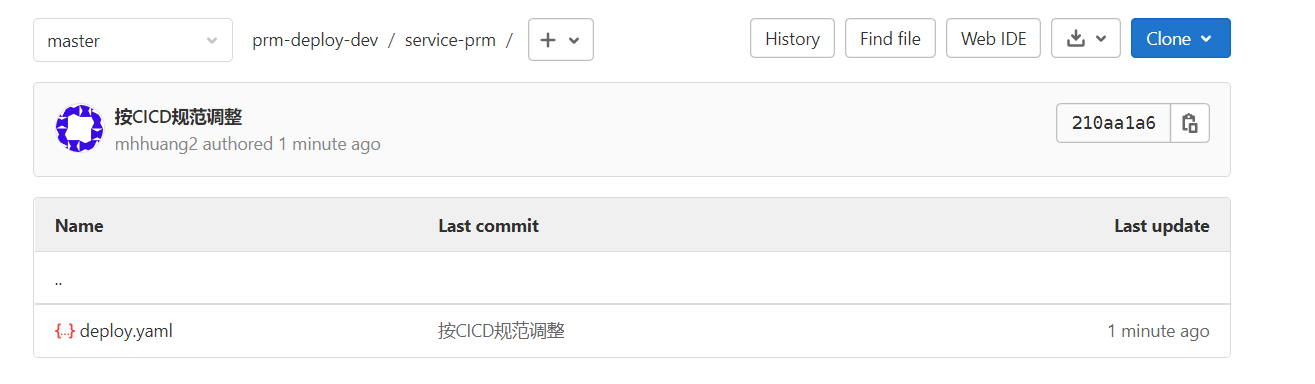 master
prm-deploy-dev / service-prm /
History
Find file
Web IDE
Clone
按CICD规范调整
mhhuang2 authored 1 minute ago
210aa1a6
Name Last commit Last update
..
{...} deploy.yaml 按CICD规范调整 1 minute ago